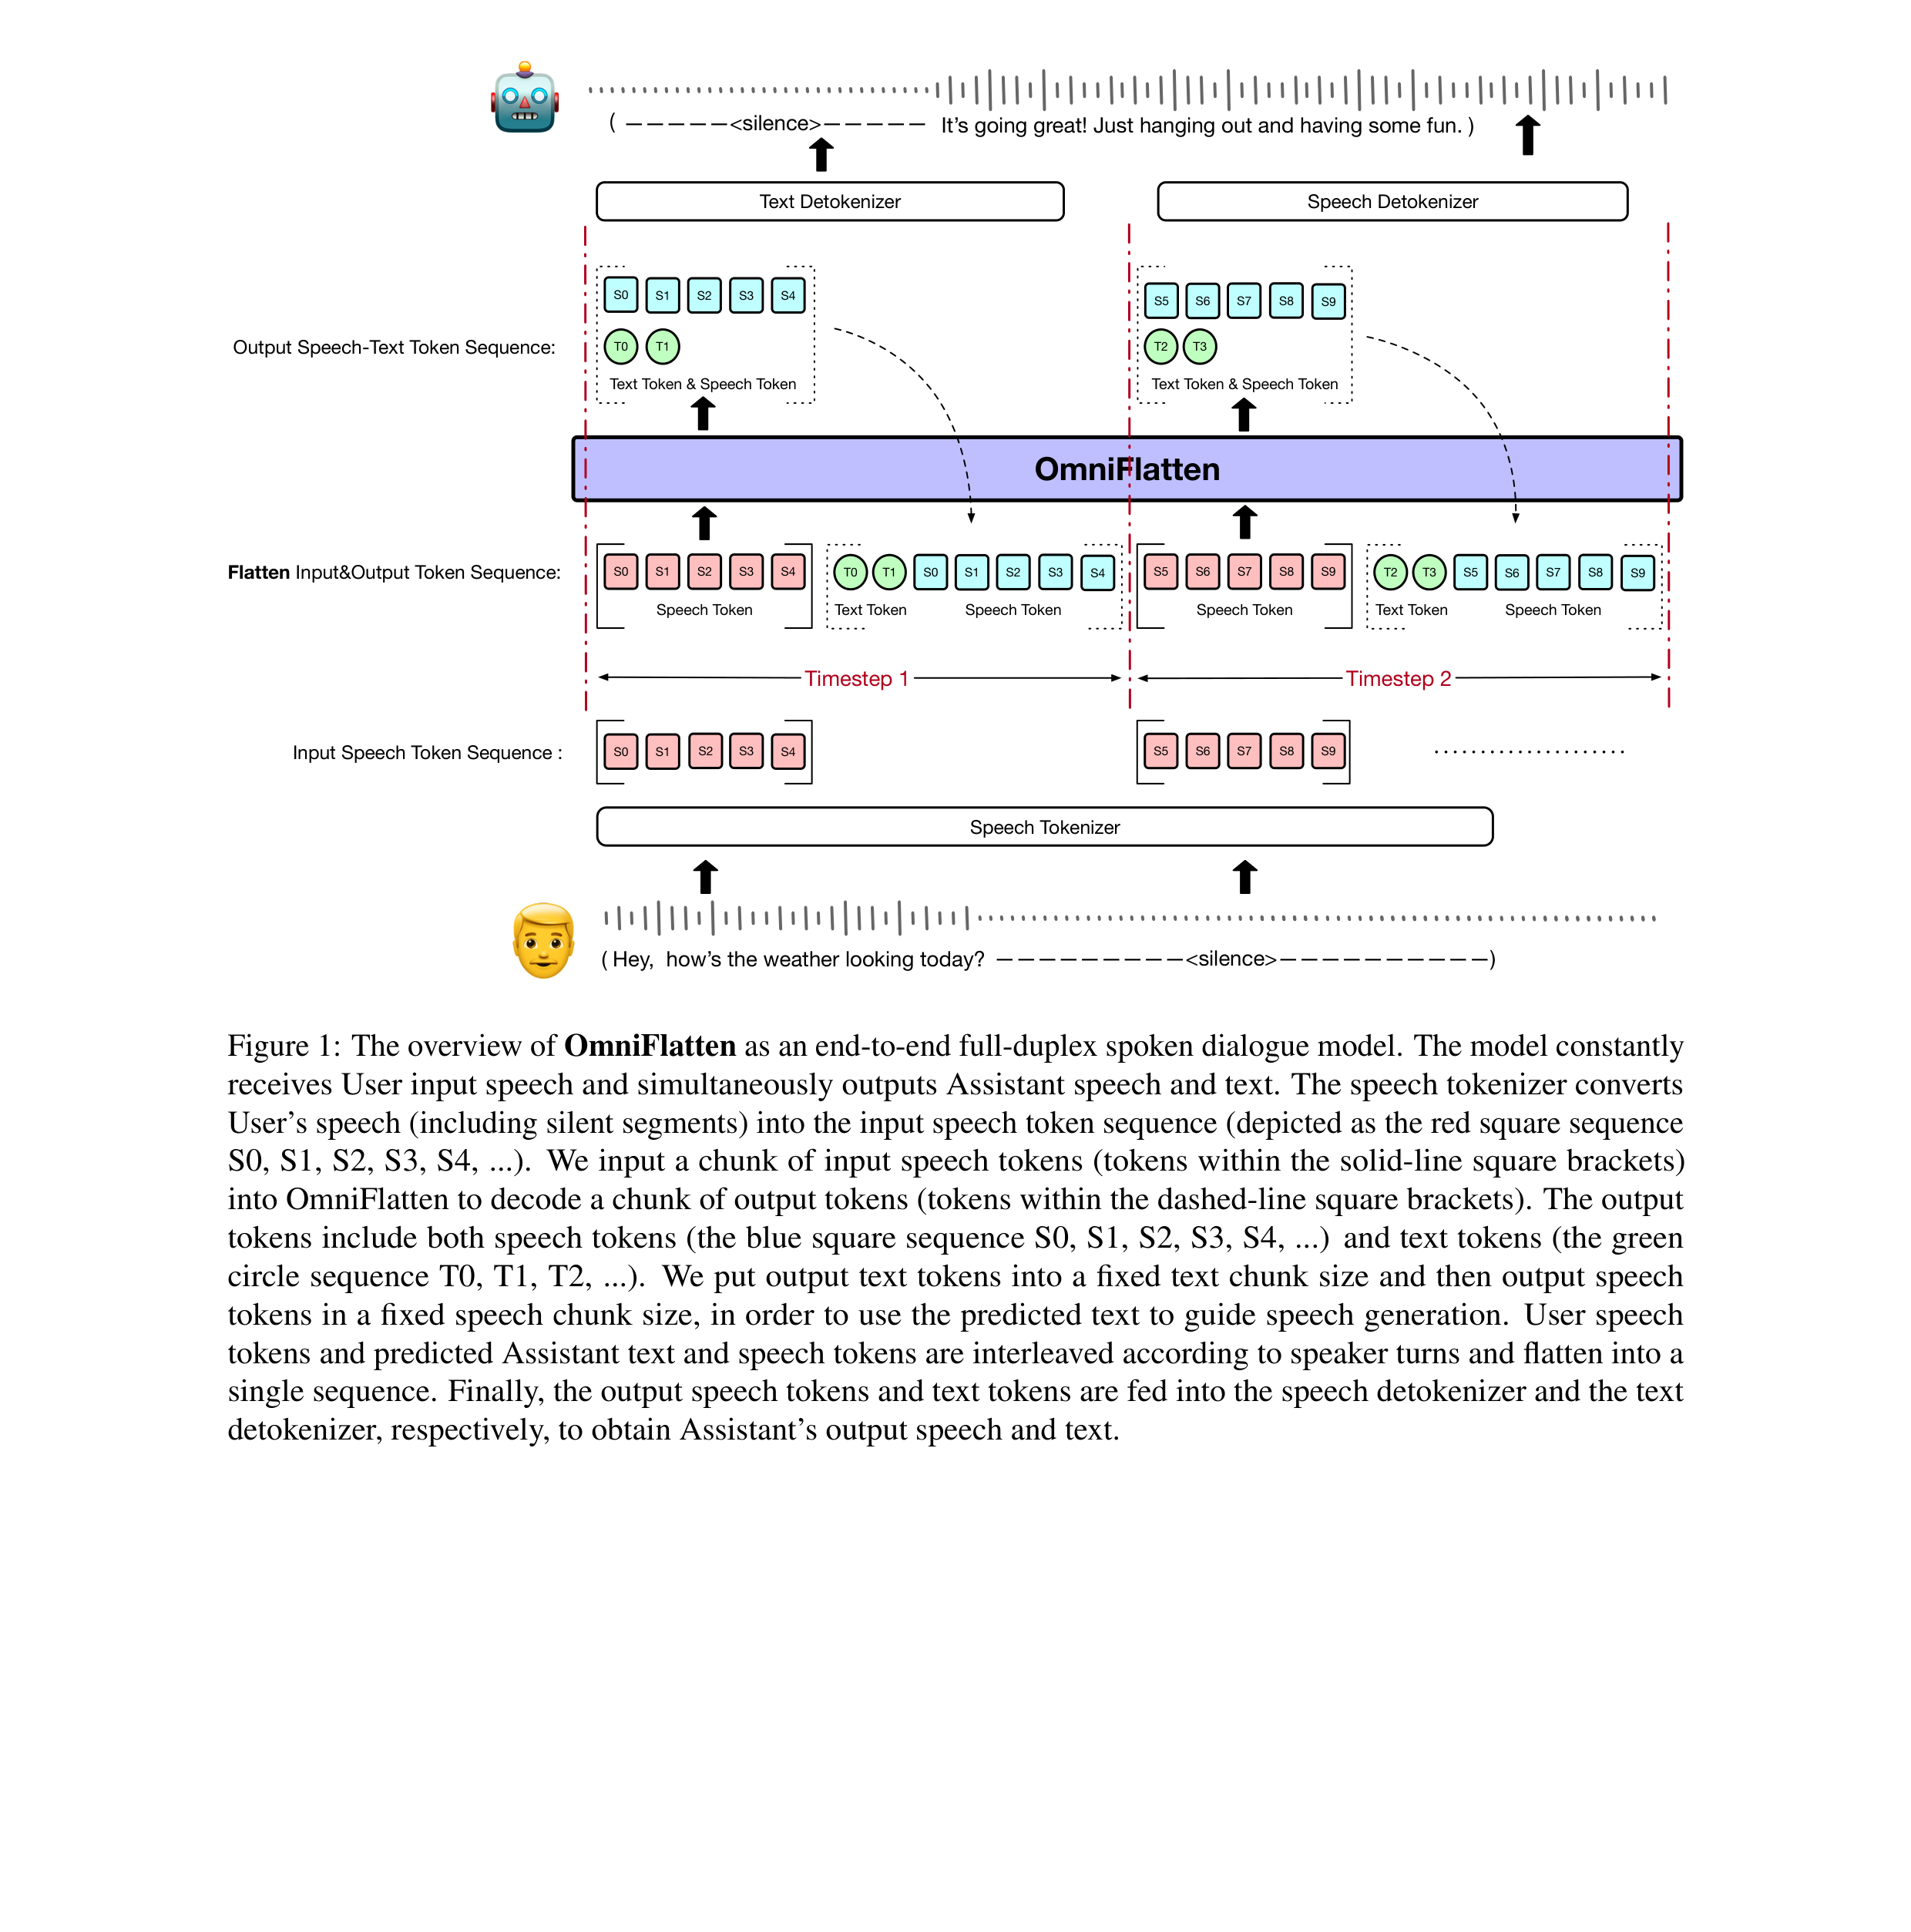 ( —————<silence>————— It's going great! Just hanging out and having some fun. )
Text Detokenizer Speech Detokenizer
S0 S1 S2 S3 S4 S5 S6 S7 S8 S9
Output Speech-Text Token Sequence: T0 T1 T2 T3
Text Token & Speech Token Text Token & Speech Token
OmniFlatten
Flatten Input&Output Token Sequence: S0 S1 S2 S3 S4 T0 T1 S0 S1 S2 S3 S4 S5 S6 S7 S8 S9 T2 T3 S5 S6 S7 S8 S9
Speech Token Text Token Speech Token Speech Token Text Token Speech Token
Timestep 1 Timestep 2
Input Speech Token Sequence : S0 S1 S2 S3 S4 S5 S6 S7 S8 S9 ....................
Speech Tokenizer
( Hey, how's the weather looking today? —————————<silence>——————————)
Figure 1: The overview of OmniFlatten as an end-to-end full-duplex spoken dialogue model. The model constantly
receives User input speech and simultaneously outputs Assistant speech and text. The speech tokenizer converts
User's speech (including silent segments) into the input speech token sequence (depicted as the red square sequence
S0, S1, S2, S3, S4, ...). We input a chunk of input speech tokens (tokens within the solid-line square brackets)
into OmniFlatten to decode a chunk of output tokens (tokens within the dashed-line square brackets). The output
tokens include both speech tokens (the blue square sequence S0, S1, S2, S3, S4, ...) and text tokens (the green
circle sequence T0, T1, T2, ...). We put output text tokens into a fixed text chunk size and then output speech
tokens in a fixed speech chunk size, in order to use the predicted text to guide speech generation. User speech
tokens and predicted Assistant text and speech tokens are interleaved according to speaker turns and flatten into a
single sequence. Finally, the output speech tokens and text tokens are fed into the speech detokenizer and the text
detokenizer, respectively, to obtain Assistant's output speech and text.